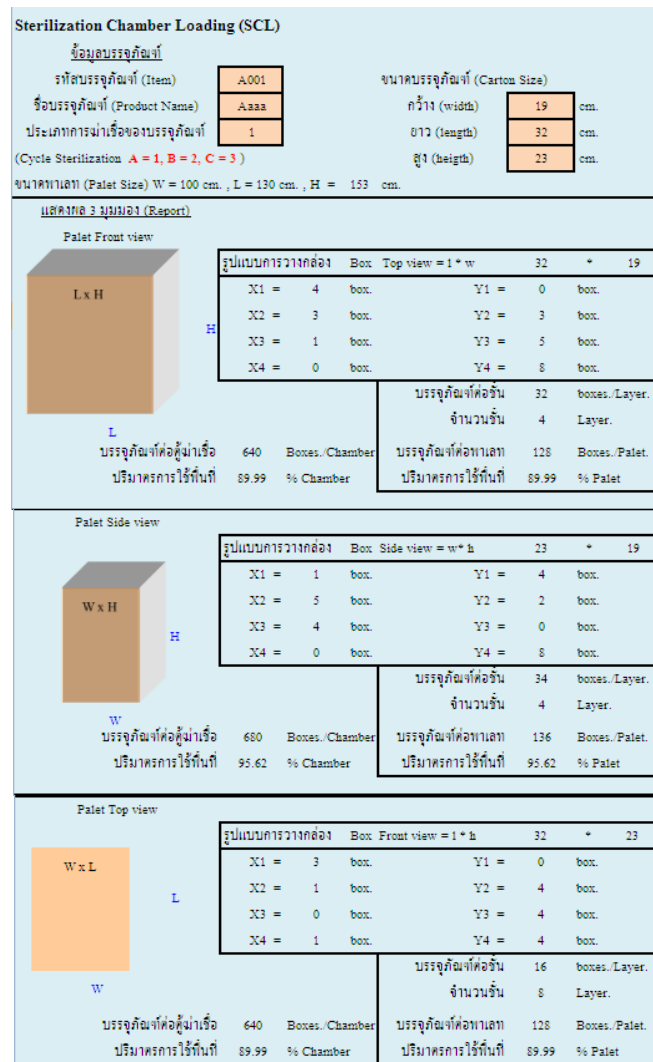 Sterilization Chamber Loading (SCL)
ข้อมูลบรรจุภัณฑ์
รหัสบรรจุภัณฑ์ (Item) A001 ขนาดบรรจุภัณฑ์ (Carton Size)
ชื่อบรรจุภัณฑ์ (Product Name) Aaaa กว้าง (width) 19 cm.
ประเภทการฆ่าเชื้อของบรรจุภัณฑ์ 1 ยาว (length) 32 cm.
(Cycle Sterilization A = 1, B = 2, C = 3 ) สูง (heigth) 23 cm.
ขนาดพาเลท (Palet Size) W = 100 cm. , L = 130 cm. , H = 153 cm.
แสดงผล 3 มุมมอง (Report)
Palet Front view
รูปแบบการวางกล่อง Box Top view = l * w 32 * 19
L x H
H
L
X1 = 4 box. Y1 = 0 box.
X2 = 3 box. Y2 = 3 box.
X3 = 1 box. Y3 = 5 box.
X4 = 0 box. Y4 = 8 box.
บรรจุภัณฑ์ต่อชั้น 32 boxes./Layer.
จำนวนชั้น 4 Layer.
บรรจุภัณฑ์ต่อตู้ฆ่าเชื้อ 640 Boxes./Chamber บรรจุภัณฑ์ต่อพาเลท 128 Boxes./Palet.
ปริมาตรการใช้พื้นที่ 89.99 % Chamber ปริมาตรการใช้พื้นที่ 89.99 % Palet
Palet Side view
รูปแบบการวางกล่อง Box Side view = w* h 23 * 19
W x H
H
W
X1 = 1 box. Y1 = 4 box.
X2 = 5 box. Y2 = 2 box.
X3 = 4 box. Y3 = 0 box.
X4 = 0 box. Y4 = 8 box.
บรรจุภัณฑ์ต่อชั้น 34 boxes./Layer.
จำนวนชั้น 4 Layer.
บรรจุภัณฑ์ต่อตู้ฆ่าเชื้อ 680 Boxes./Chamber บรรจุภัณฑ์ต่อพาเลท 136 Boxes./Palet.
ปริมาตรการใช้พื้นที่ 95.62 % Chamber ปริมาตรการใช้พื้นที่ 95.62 % Palet
Palet Top view
รูปแบบการวางกล่อง Box Front view = l * h 32 * 23
W x L
L
W
X1 = 3 box. Y1 = 0 box.
X2 = 1 box. Y2 = 4 box.
X3 = 0 box. Y3 = 4 box.
X4 = 1 box. Y4 = 4 box.
บรรจุภัณฑ์ต่อชั้น 16 boxes./Layer.
จำนวนชั้น 8 Layer.
บรรจุภัณฑ์ต่อตู้ฆ่าเชื้อ 640 Boxes./Chamber บรรจุภัณฑ์ต่อพาเลท 128 Boxes./Palet.
ปริมาตรการใช้พื้นที่ 89.99 % Chamber ปริมาตรการใช้พื้นที่ 89.99 % Palet